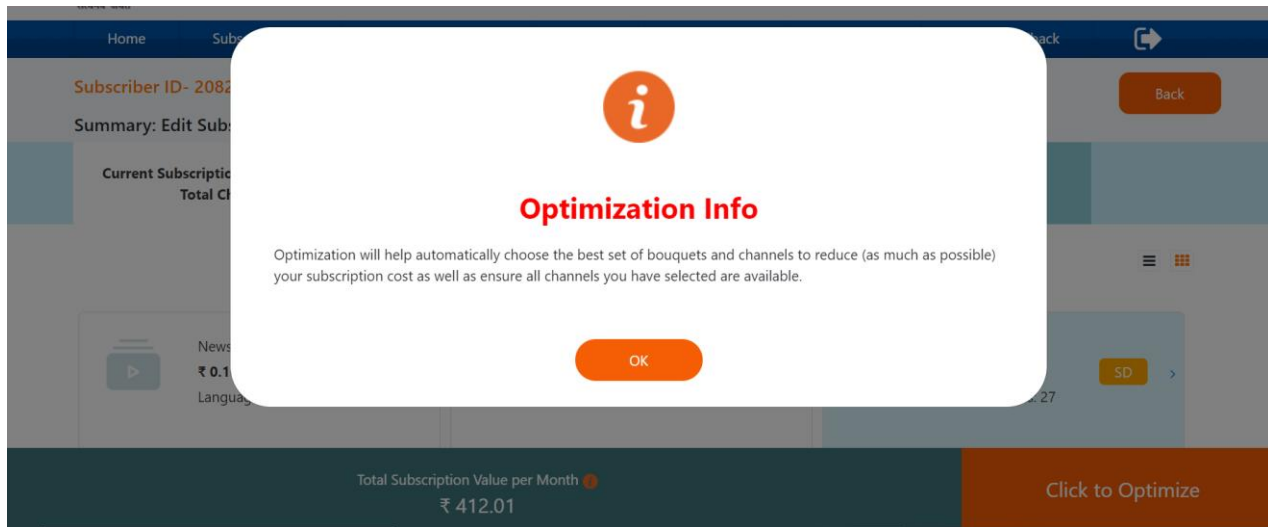 Home
Subscriber ID- 2082
Back
Summary: Edit Subs
Current Subscriptio
Total Ch
Optimization Info
Optimization will help automatically choose the best set of bouquets and channels to reduce (as much as possible)
your subscription cost as well as ensure all channels you have selected are available.
News
₹ 0.1
OK
SD
Languag
27
Total Subscription Value per Month
₹ 412.01
Click to Optimize